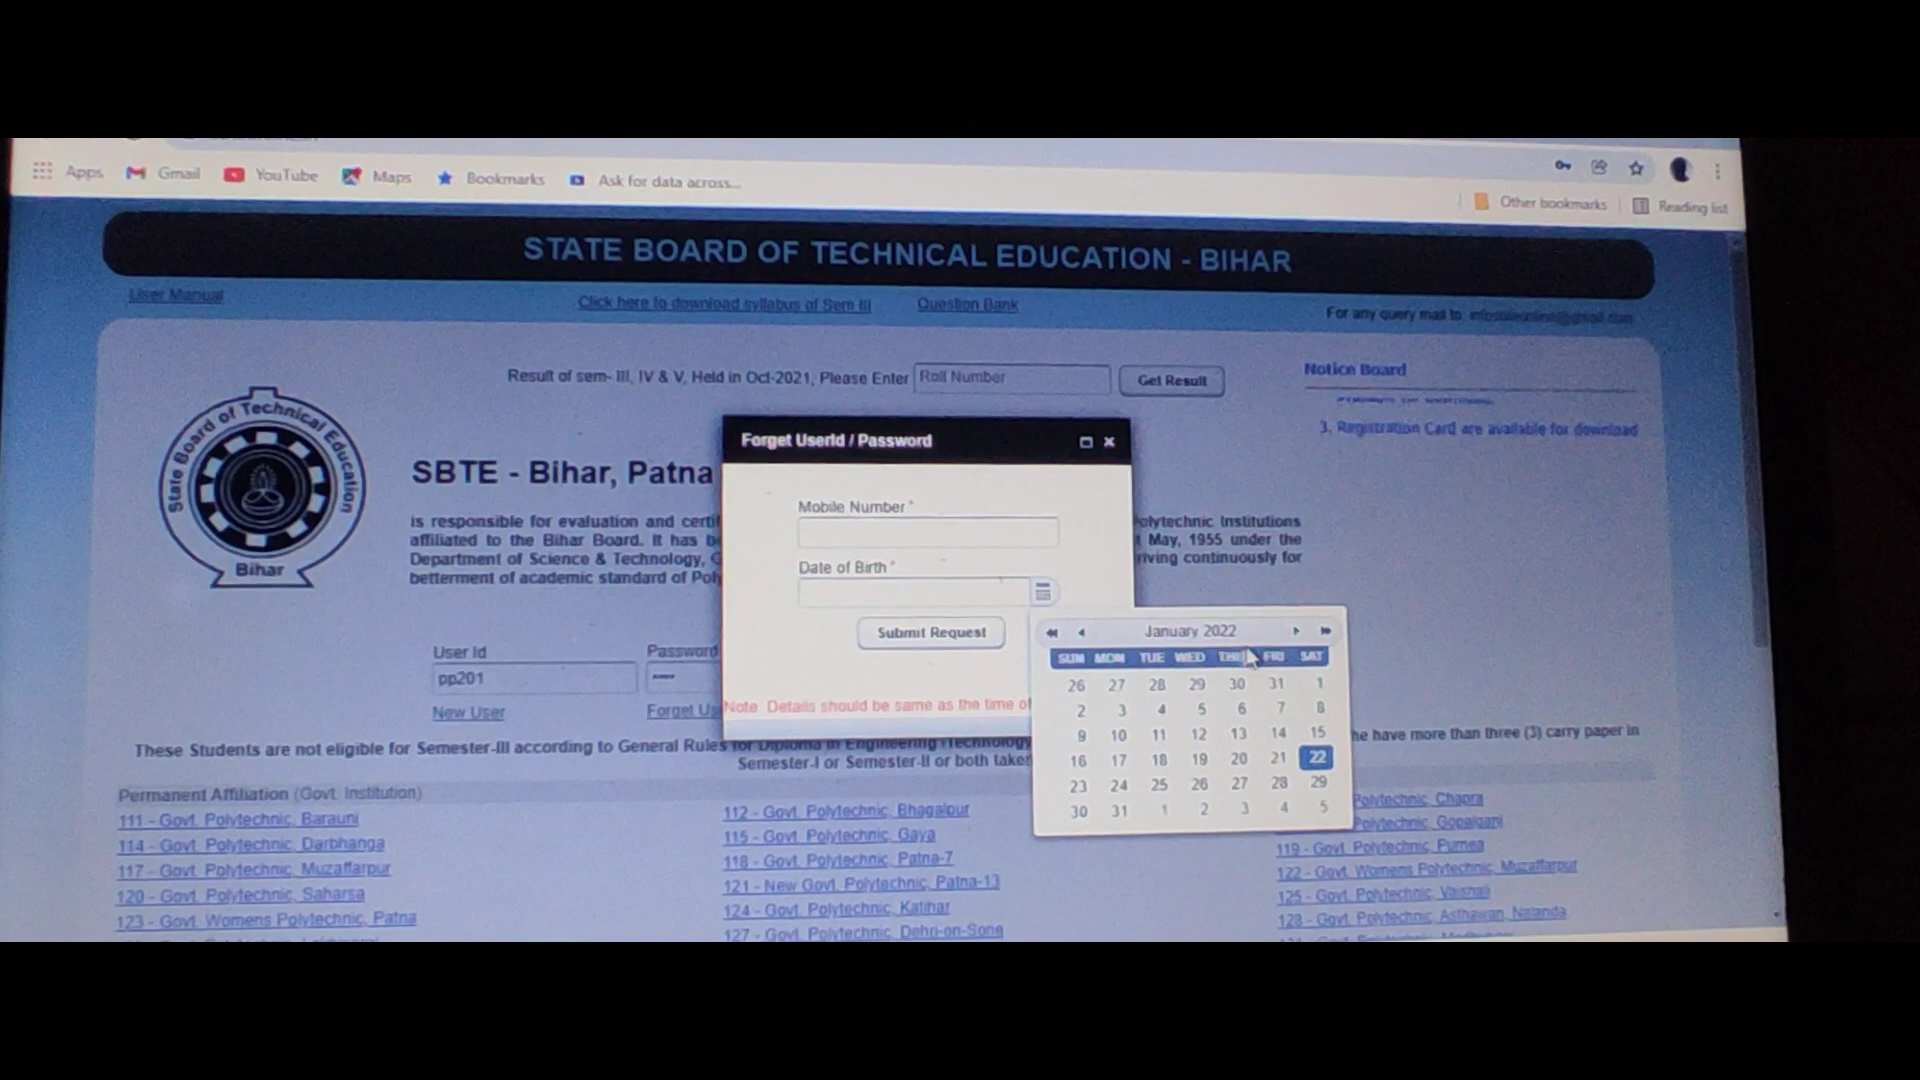 Apps Gmail YouTube Maps Bookmarks Ask for data across...
Other bookmarks Reading list
STATE BOARD OF TECHNICAL EDUCATION - BIHAR
User Manual Click here to download syllabus of Sem III Question Bank
For any query mail to:
Result of sem- III, IV & V, Held in Oct-2021, Please Enter Roll Number Get Result
Notice Board
3. Registration Card are available for download
State Board of Technical Education
Bihar
SBTE - Bihar, Patna
is responsible for evaluation and certi
affiliated to the Bihar Board. It has b
Department of Science & Technology, G
betterment of academic standard of Pol
olytechnic Institutions
May, 1955 under the
riving continuously for
Forget UserId / Password
Mobile Number *
Date of Birth *
Submit Request
Note: Details should be same as the time of
January 2022
SUN MON TUE WED THU FRI SAT
26 27 28 29 30 31 1
2 3 4 5 6 7 8
9 10 11 12 13 14 15
16 17 18 19 20 21 22
23 24 25 26 27 28 29
30 31 1 2 3 4 5
User Id Password
pp201
New User Forget Us
These Students are not eligible for Semester-III according to General Rules for Diploma in Engineering /Technology
he have more than three (3) carry paper in
Semester-I or Semester-II or both taken
Permanent Affiliation (Govt. Institution)
111 - Govt. Polytechnic, Barauni
112 - Govt. Polytechnic, Bhagalpur
Polytechnic, Chapra
114 - Govt. Polytechnic, Darbhanga
115 - Govt. Polytechnic, Gaya
Polytechnic, Gopalganj
117 - Govt. Polytechnic, Muzaffarpur
118 - Govt. Polytechnic, Patna-7
119 - Govt. Polytechnic, Purnea
120 - Govt. Polytechnic, Saharsa
121 - New Govt. Polytechnic, Patna-13
122 - Govt. Womens Polytechnic, Muzaffarpur
123 - Govt. Womens Polytechnic, Patna
124 - Govt. Polytechnic, Katihar
125 - Govt. Polytechnic, Vaishali
127 - Govt. Polytechnic, Dehri-on-Sone
128 - Govt. Polytechnic, Asthawan, Nalanda